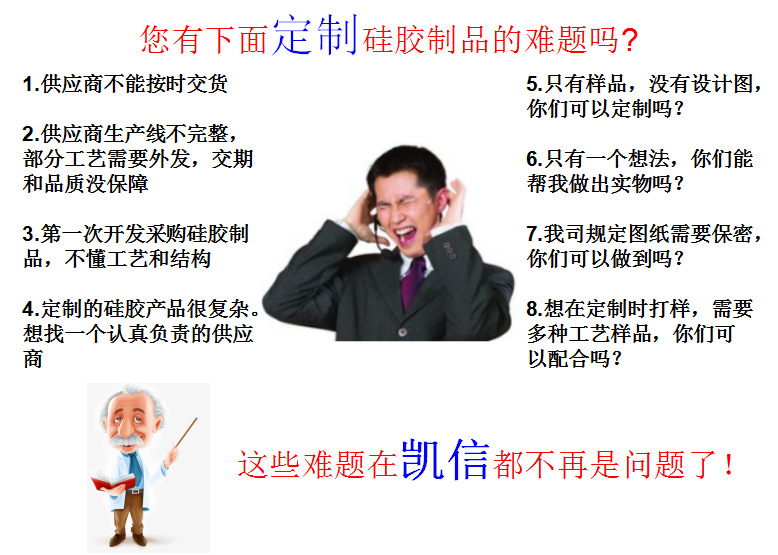 您有下面定制硅胶制品的难题吗?
1.供应商不能按时交货
2.供应商生产线不完整，
部分工艺需要外发，交期
和品质没保障
3.第一次开发采购硅胶制
品，不懂工艺和结构
4.定制的硅胶产品很复杂。
想找一个认真负责的供应
商
5.只有样品，没有设计图，
你们可以定制吗？
6.只有一个想法，你们能
帮我做出实物吗？
7.我司规定图纸需要保密，
你们可以做到吗？
8.想在定制时打样，需要
多种工艺样品，你们可
以配合吗？
这些难题在凯信都不再是问题了！